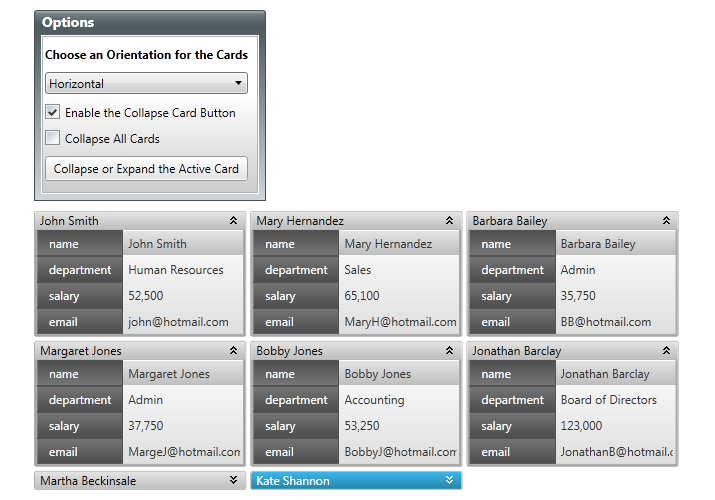 Options
Choose an Orientation for the Cards
Horizontal
Enable the Collapse Card Button
Collapse All Cards
Collapse or Expand the Active Card
John Smith
name John Smith
department Human Resources
salary 52,500
email john@hotmail.com
Mary Hernandez
name Mary Hernandez
department Sales
salary 65,100
email MaryH@hotmail.com
Barbara Bailey
name Barbara Bailey
department Admin
salary 35,750
email BB@hotmail.com
Margaret Jones
name Margaret Jones
department Admin
salary 37,750
email MargeJ@hotmail.con
Bobby Jones
name Bobby Jones
department Accounting
salary 53,250
email BobbyJ@hotmail.com
Jonathan Barclay
name Jonathan Barclay
department Board of Directors
salary 123,000
email JonathanB@hotmail.c
Martha Beckinsale
Kate Shannon